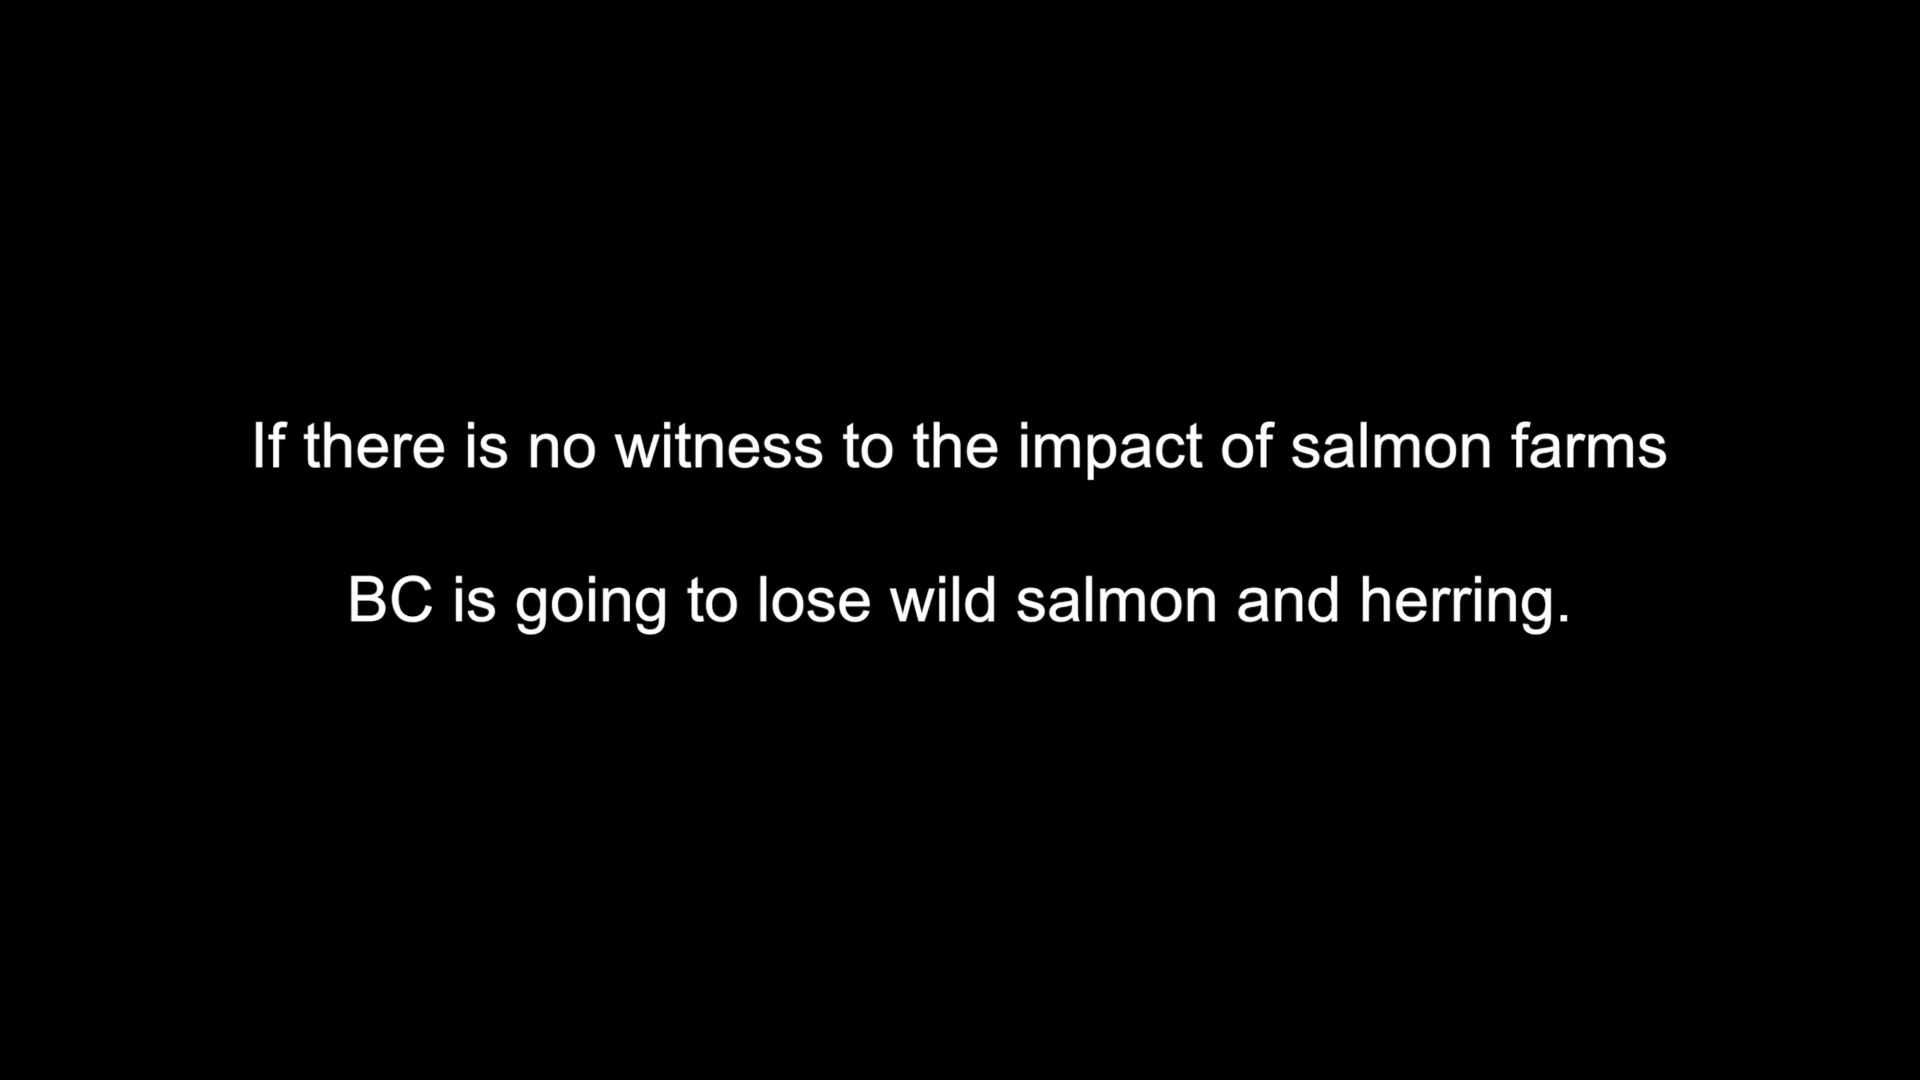 If there is no witness to the impact of salmon farms
BC is going to lose wild salmon and herring.